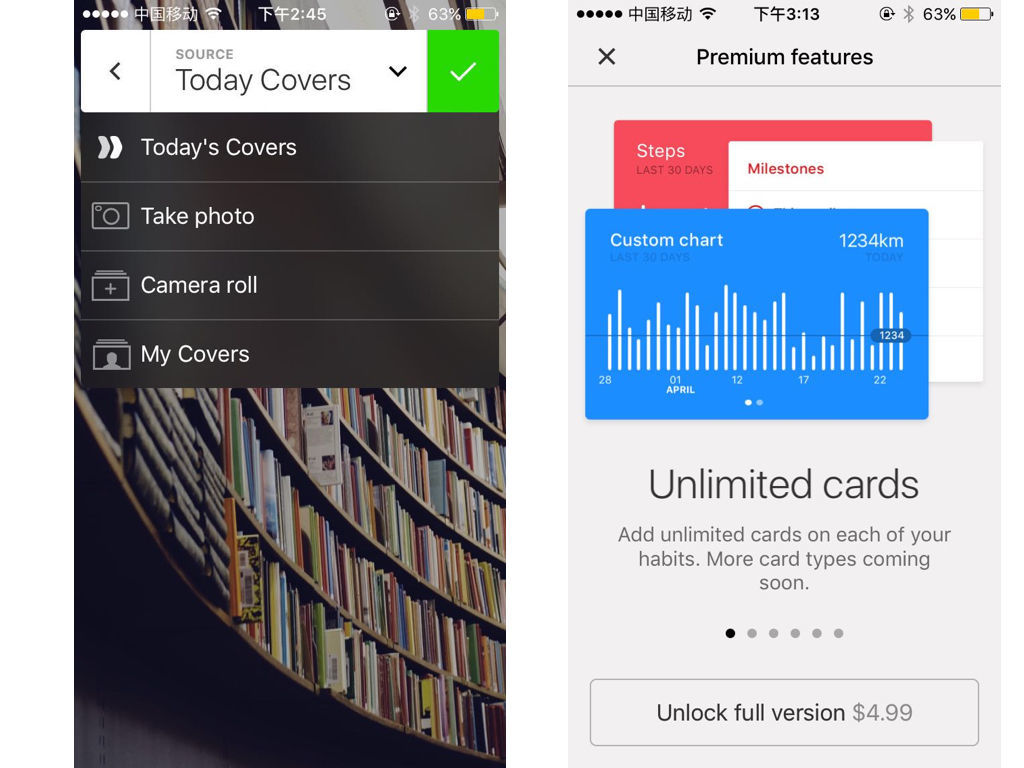 中国移动 下午2:45 63%
SOURCE
Today Covers
Today's Covers
Take photo
Camera roll
My Covers
中国移动 下午3:13 63%
Premium features
Steps
LAST 30 DAYS
Milestones
Custom chart 1234km
LAST 30 DAYS TODAY
1234
28 01 12 17 22
APRIL
Unlimited cards
Add unlimited cards on each of your
habits. More card types coming
soon.
Unlock full version $4.99